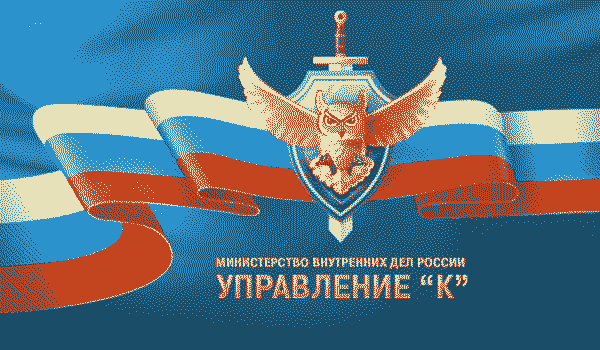 МИНИСТЕРСТВО ВНУТРЕННИХ ДЕЛ РОССИИ
УПРАВЛЕНИЕ “К”